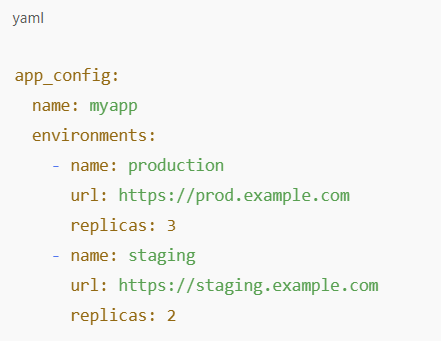 yaml
app_config:
  name: myapp
  environments:
    - name: production
      url: https://prod.example.com
      replicas: 3
    - name: staging
      url: https://staging.example.com
      replicas: 2